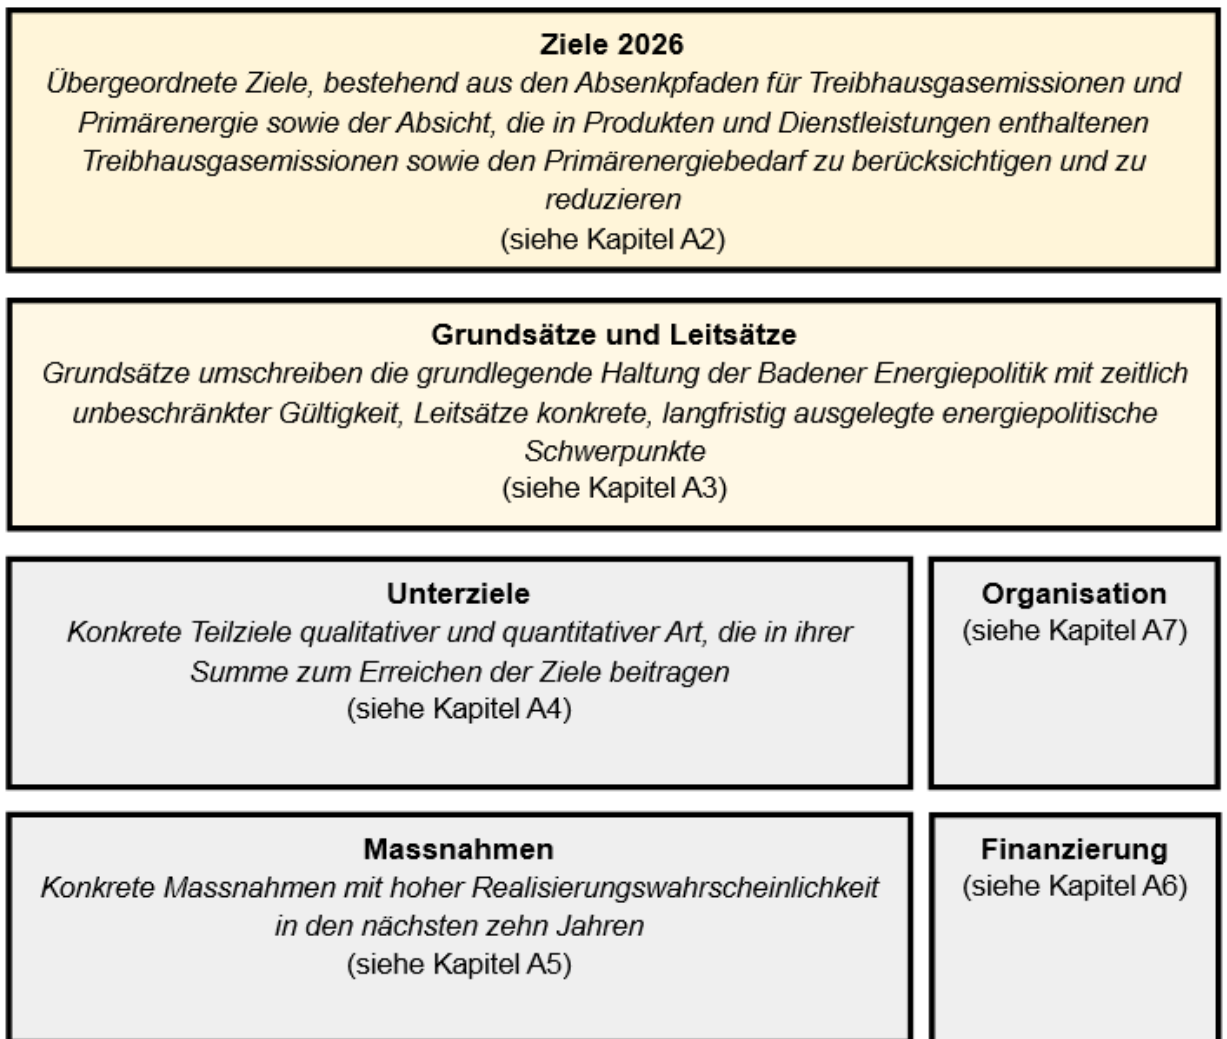 Ziele 2026
Übergeordnete Ziele, bestehend aus den Absenkpfaden für Treibhausgasemissionen und
Primärenergie sowie der Absicht, die in Produkten und Dienstleistungen enthaltenen
Treibhausgasemissionen sowie den Primärenergiebedarf zu berücksichtigen und zu
reduzieren
(siehe Kapitel A2)
Grundsätze und Leitsätze
Grundsätze umschreiben die grundlegende Haltung der Badener Energiepolitik mit zeitlich
unbeschränkter Gültigkeit, Leitsätze konkrete, langfristig ausgelegte energiepolitische
Schwerpunkte
(siehe Kapitel A3)
Unterziele
Konkrete Teilziele qualitativer und quantitativer Art, die in ihrer
Summe zum Erreichen der Ziele beitragen
(siehe Kapitel A4)
Organisation
(siehe Kapitel A7)
Massnahmen
Konkrete Massnahmen mit hoher Realisierungswahrscheinlichkeit
in den nächsten zehn Jahren
(siehe Kapitel A5)
Finanzierung
(siehe Kapitel A6)